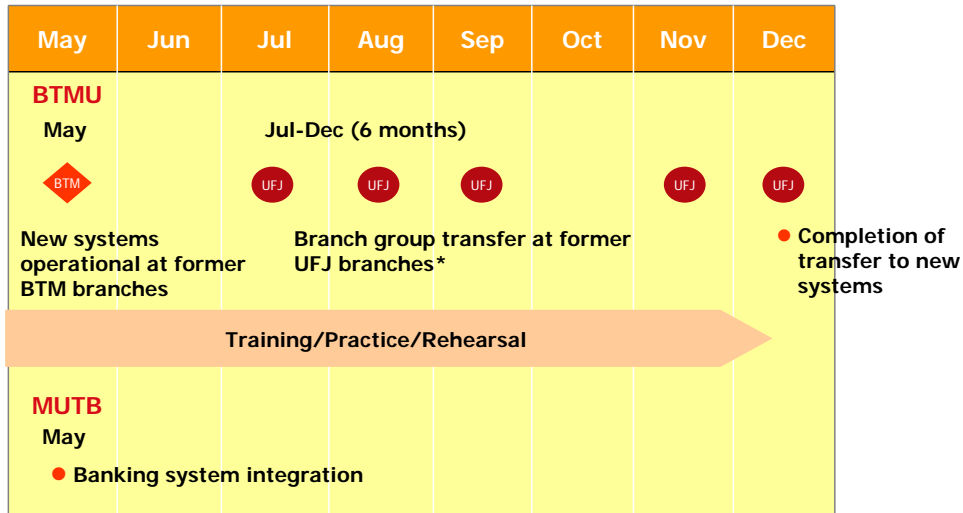 May Jun Jul Aug Sep Oct Nov Dec
BTMU
May Jul-Dec (6 months)
BTM UFJ UFJ UFJ UFJ UFJ
New systems
operational at former
BTM branches
Branch group transfer at former
UFJ branches*
Completion of
transfer to new
systems
Training/Practice/Rehearsal
MUTB
May
Banking system integration